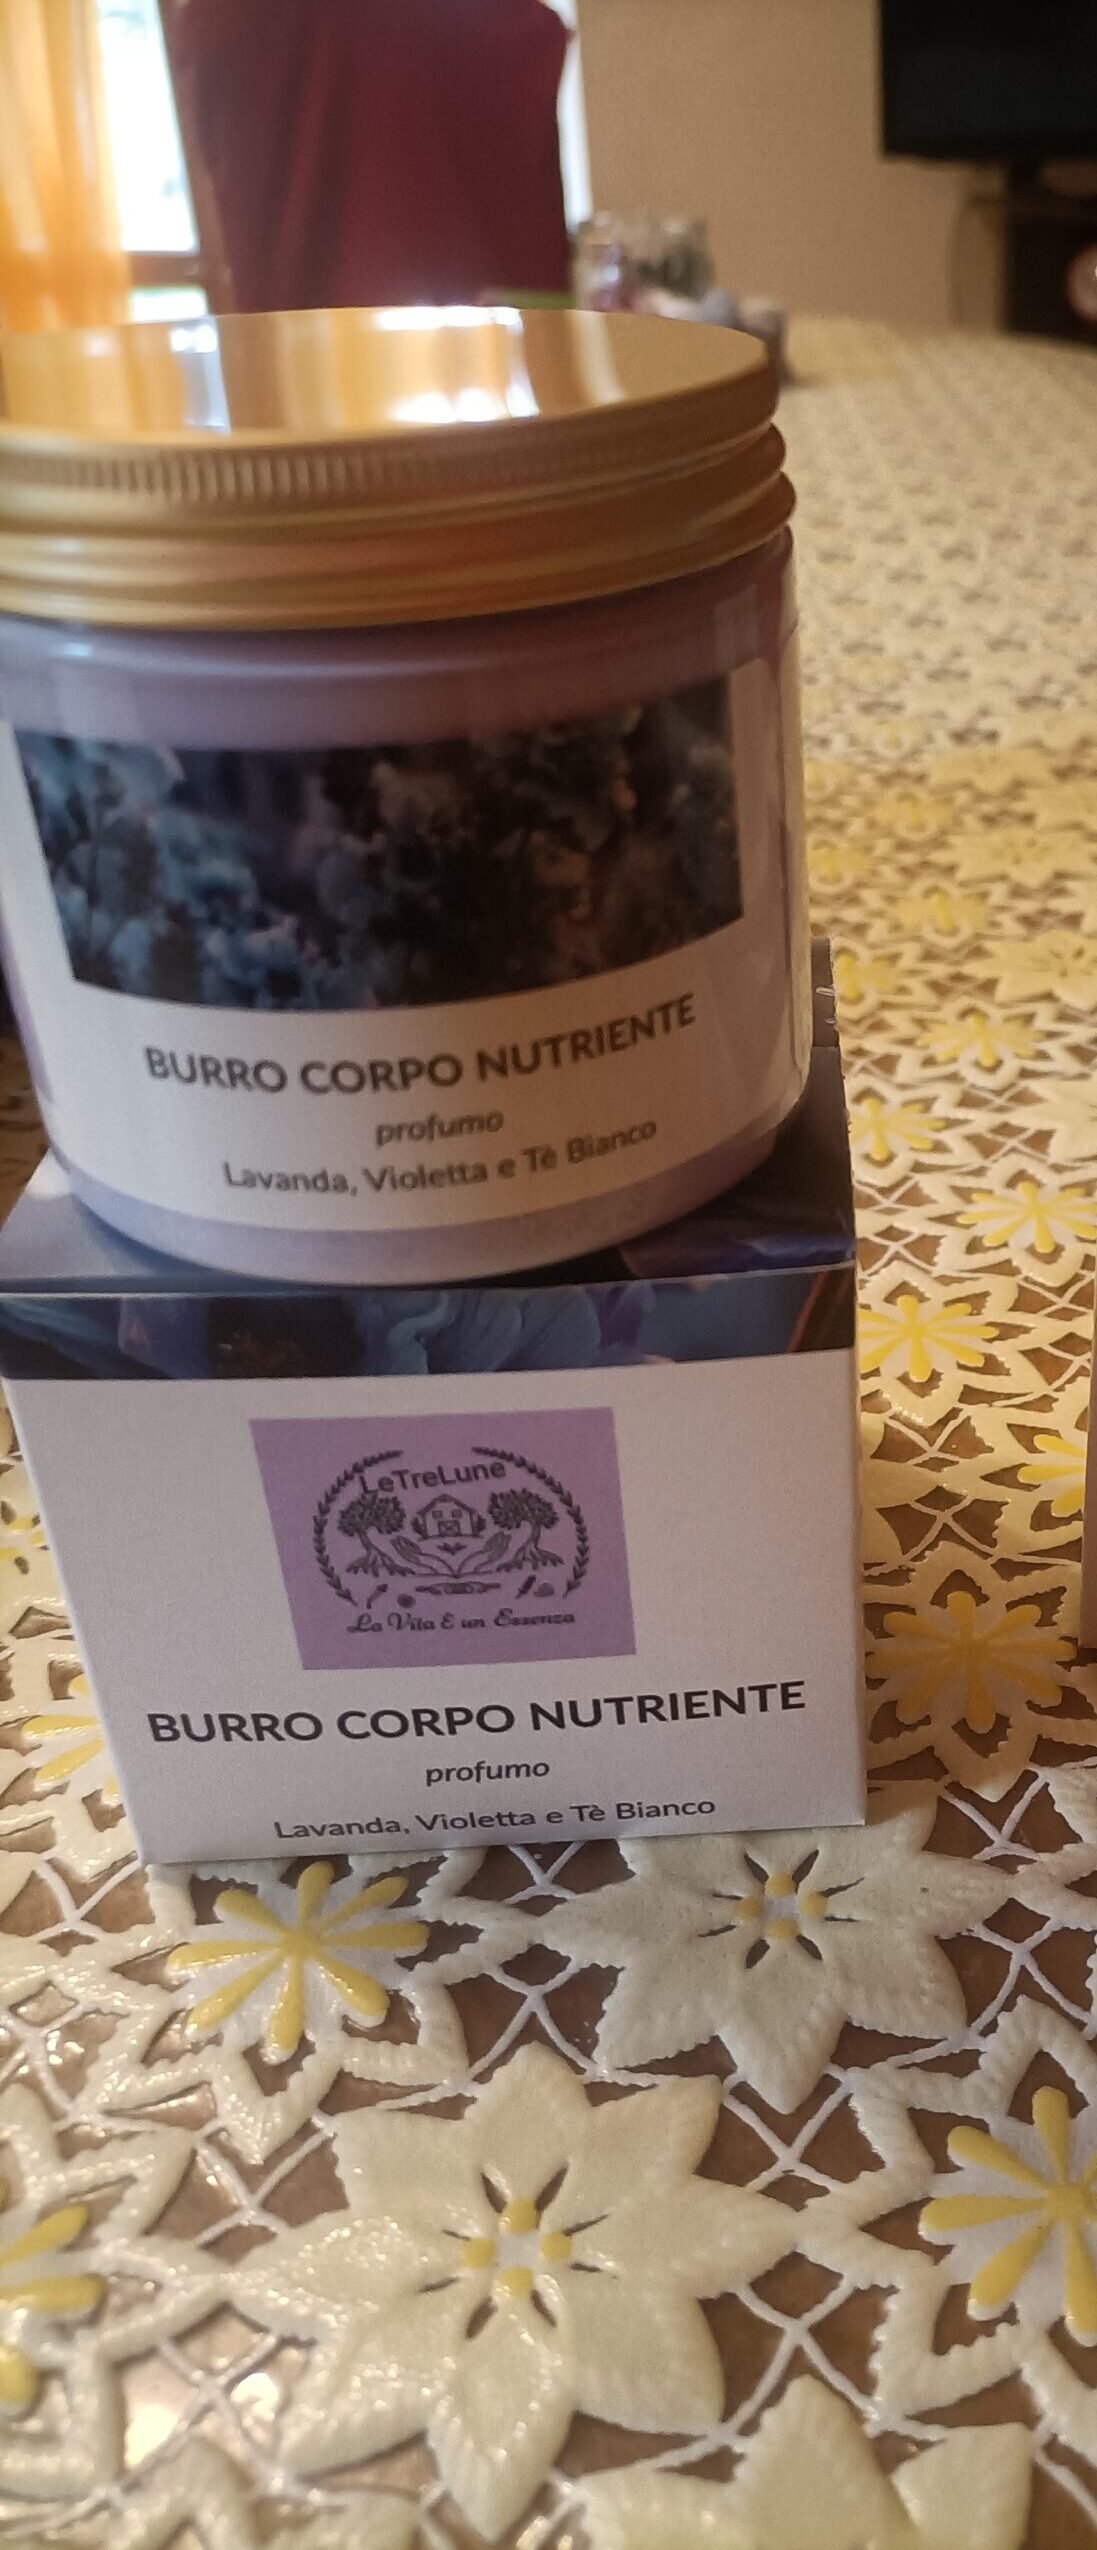 BURRO CORPO NUTRIENTE
profumo
Lavanda, Violetta e Tè Bianco
LeTreLune
La Vita E un Essenza
BURRO CORPO NUTRIENTE
profumo
Lavanda, Violetta e Tè Bianco